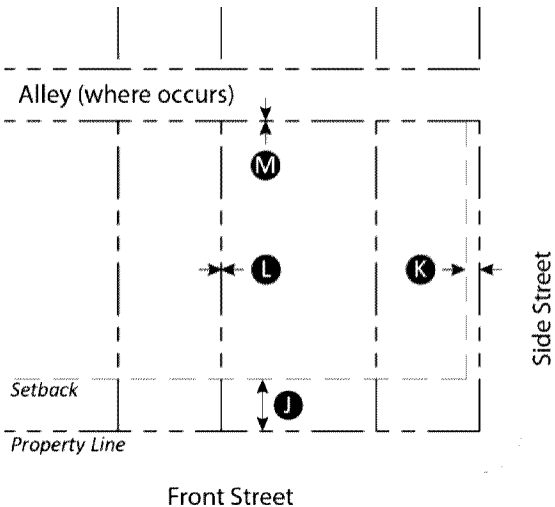 Alley (where occurs)
M
L
K
Side Street
Setback
J
Property Line
Front Street